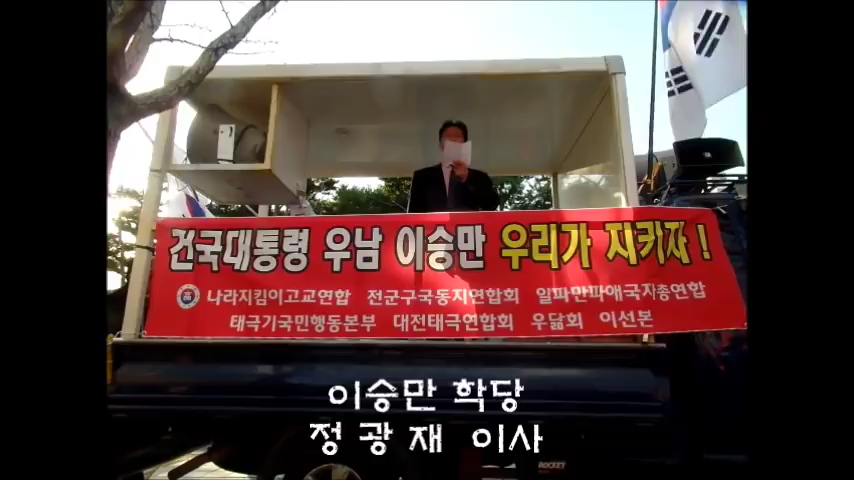 건국대통령 우남 이승만 우리가 지키자!
나라지킴이고교연합 전군구국동지연합회 일파만파애국자총연합
태극기국민행동본부 대전태극연합회 우닮회 이선본
이승만 학당
정광재 이사
ROCKEY